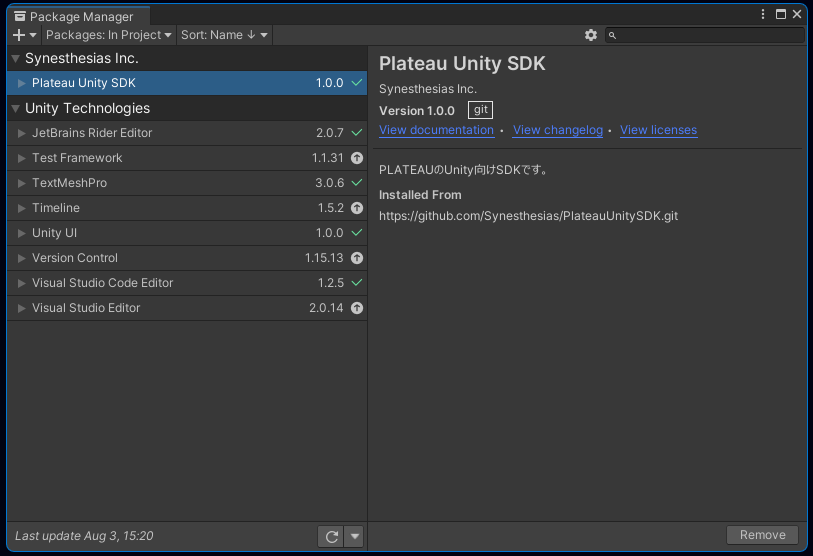 Package Manager
Packages: In Project
Sort: Name ↓
Synesthesias Inc.
Plateau Unity SDK 1.0.0
Unity Technologies
JetBrains Rider Editor 2.0.7
Test Framework 1.1.31
TextMeshPro 3.0.6
Timeline 1.5.2
Unity UI 1.0.0
Version Control 1.15.13
Visual Studio Code Editor 1.2.5
Visual Studio Editor 2.0.14
Last update Aug 3, 15:20
Plateau Unity SDK
Synesthesias Inc.
Version 1.0.0 git
View documentation • View changelog • View licenses
PLATEAUのUnity向けSDKです。
Installed From
https://github.com/Synesthesias/PlateauUnitySDK.git
Remove